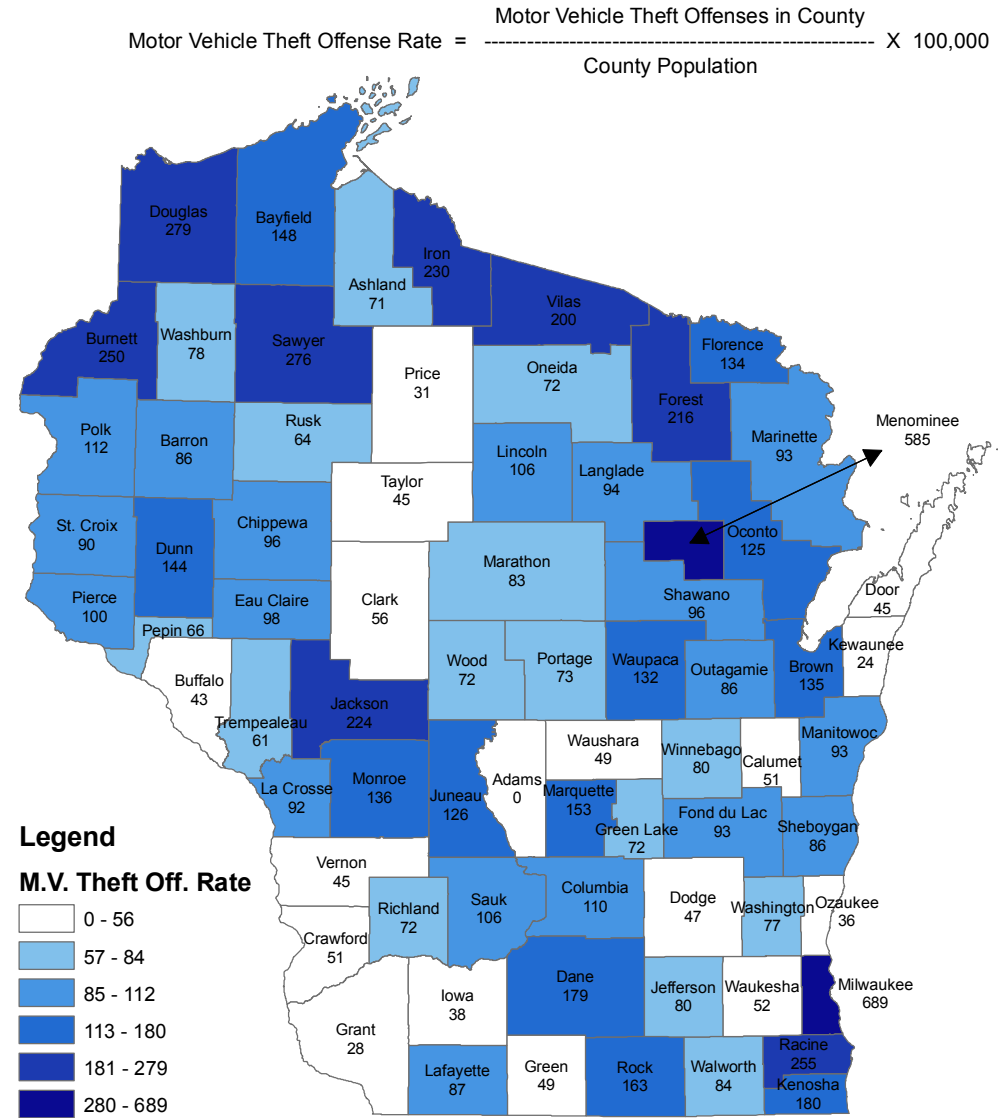 Motor Vehicle Theft Offenses in County
Motor Vehicle Theft Offense Rate = ------------------------------------------------------- X 100,000
County Population
Douglas
279
Bayfield
148
Iron
230
Ashland
71
Vilas
200
Burnett
250
Washburn
78
Sawyer
276
Florence
134
Price
31
Oneida
72
Forest
216
Menominee
585
Polk
112
Barron
86
Rusk
64
Marinette
93
Lincoln
106
Langlade
94
Taylor
45
St. Croix
90
Dunn
144
Chippewa
96
Oconto
125
Marathon
83
Pierce
100
Eau Claire
98
Clark
56
Shawano
96
Door
45
Pepin 66
Kewaunee
24
Buffalo
43
Wood
72
Portage
73
Waupaca
132
Outagamie
86
Brown
135
Trempealeau
61
Jackson
224
Waushara
49
Winnebago
80
Calumet
51
Manitowoc
93
La Crosse
92
Monroe
136
Juneau
126
Adams
0
Marquette
153
Green Lake
72
Fond du Lac
93
Sheboygan
86
Vernon
45
Richland
72
Sauk
106
Columbia
110
Dodge
47
Washington
77
Ozaukee
36
Crawford
51
Dane
179
Jefferson
80
Waukesha
52
Milwaukee
689
Iowa
38
Grant
28
Lafayette
87
Green
49
Rock
163
Walworth
84
Racine
255
Kenosha
180
Legend
M.V. Theft Off. Rate
0 - 56
57 - 84
85 - 112
113 - 180
181 - 279
280 - 689